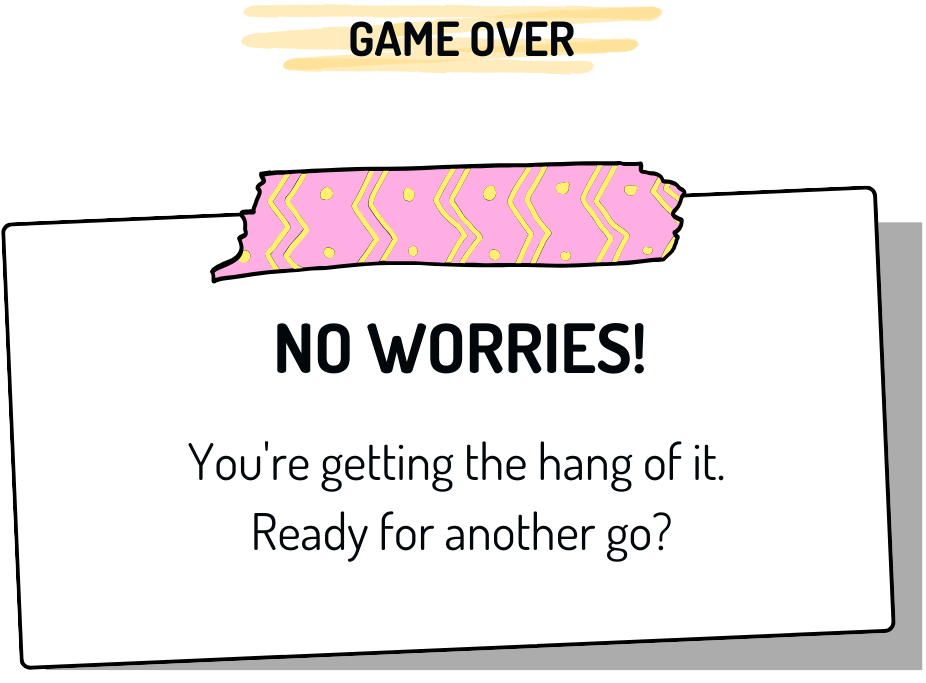 GAME OVER
NO WORRIES!
You're getting the hang of it.
Ready for another go?